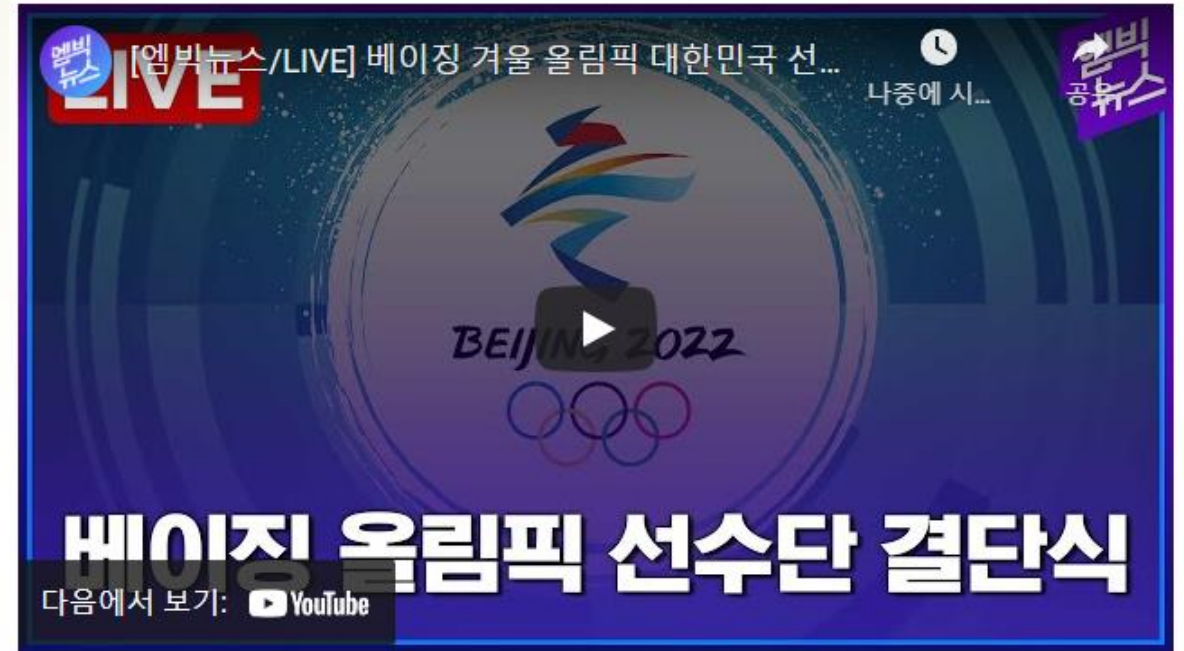 엠빅
뉴스
LIVE
[엠빅뉴스/LIVE] 베이징 겨울 올림픽 대한민국 선...
나중에 시...
공유
엠빅
뉴스
BEIJING 2022
베이징 올림픽 선수단 결단식
다음에서 보기: YouTube